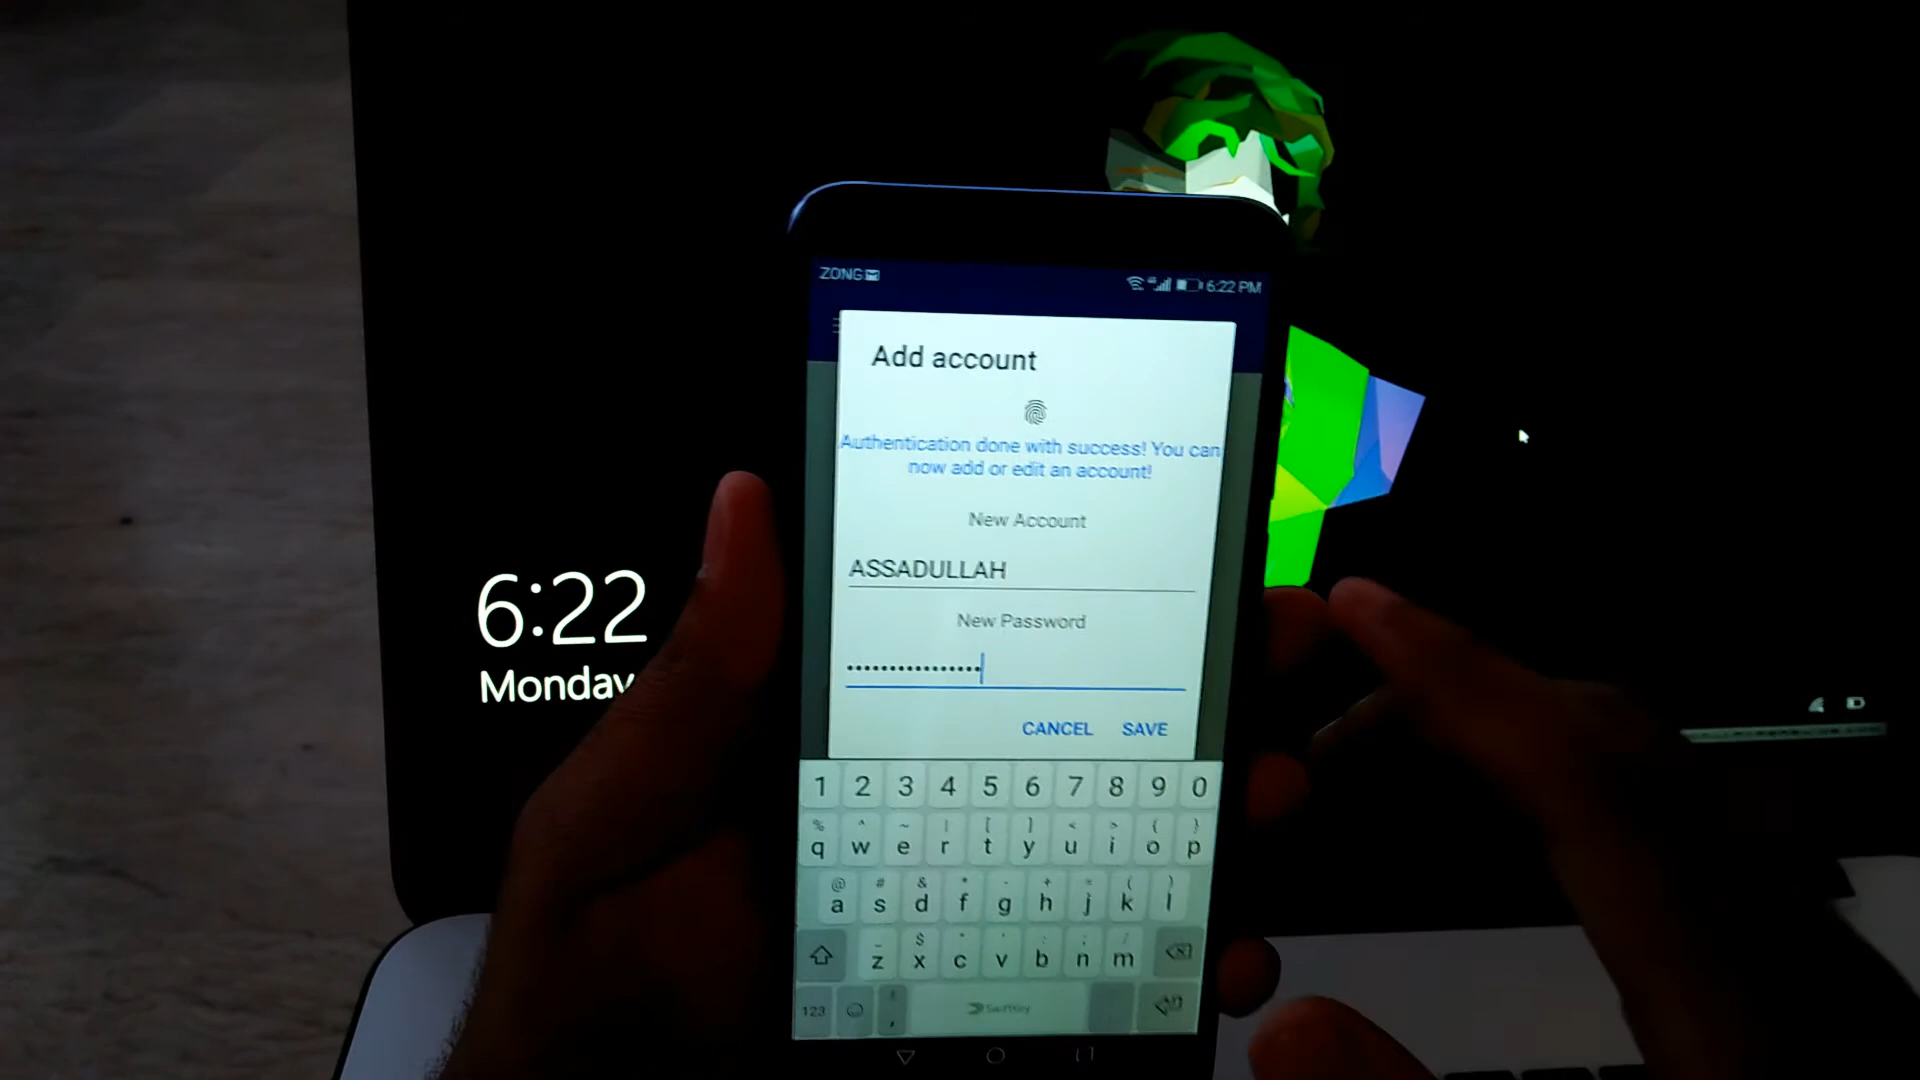 ZONG
6:22 PM
Add account
Authentication done with success! You can
now add or edit an account!
New Account
ASSADULLAH
New Password
••••••••••••••••
CANCEL SAVE
6:22
Monday
1 2 3 4 5 6 7 8 9 0
q w e r t y u i o p
a s d f g h j k l
z x c v b n m
123 SwiftKey